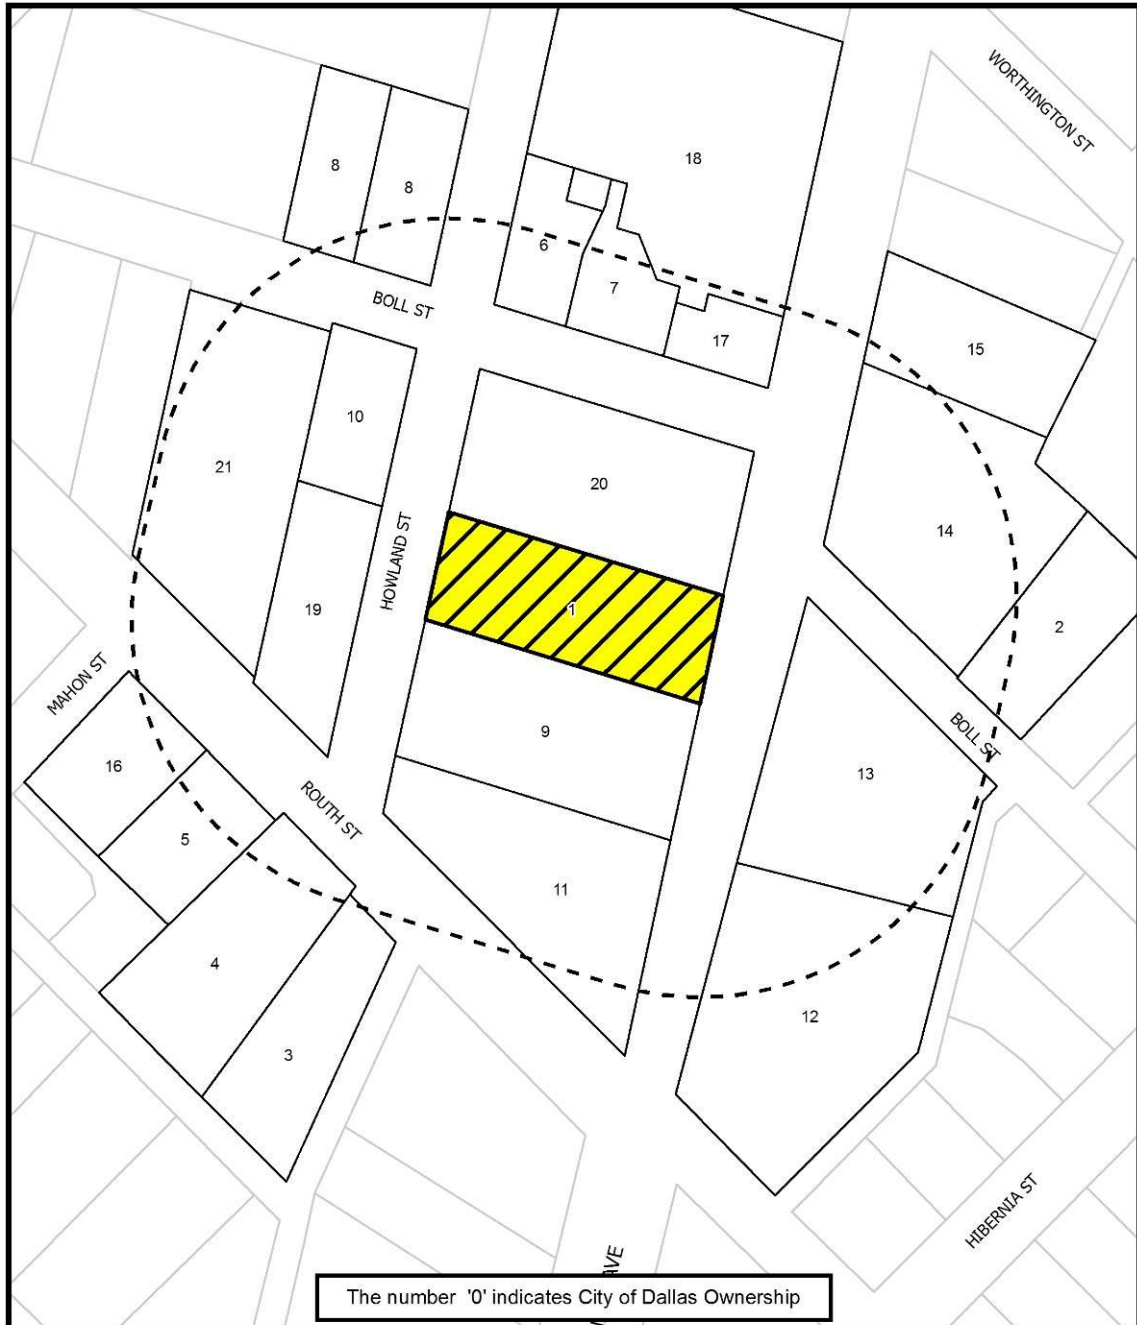 WORTHINGTON ST
18
8
8
6
7
BOLL ST
17
15
10
21
20
14
HOWLAND ST
19
1
2
MAHON ST
9
BOLL ST
16
13
ROUTH ST
5
11
4
12
3
HIBERNIA ST
AVE
The number '0' indicates City of Dallas Ownership